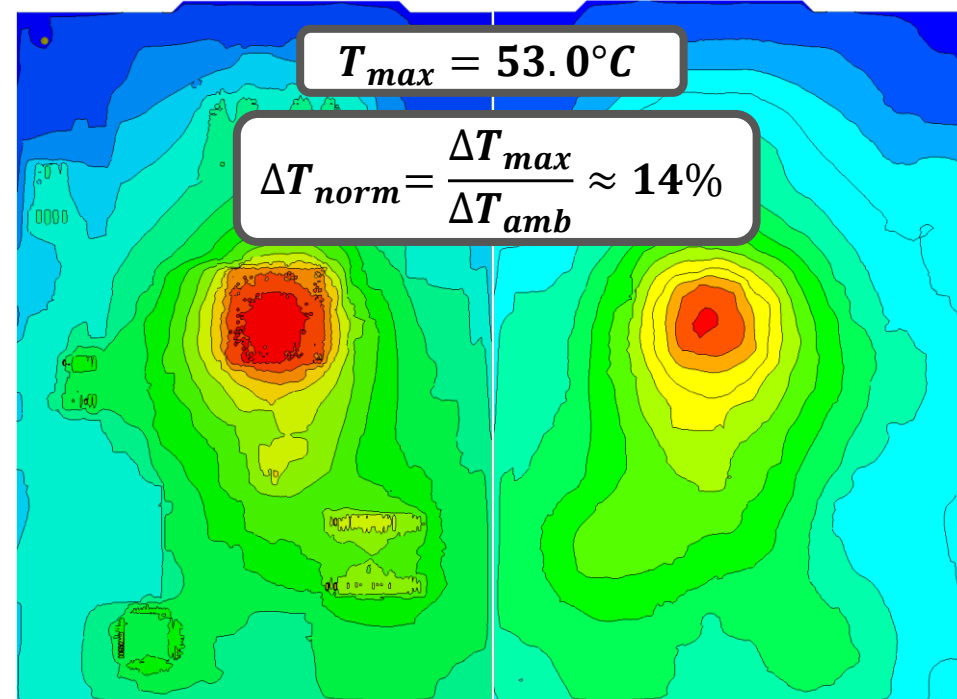 T_max = 53.0°C
ΔT_norm = ΔT_max / ΔT_amb ≈ 14%